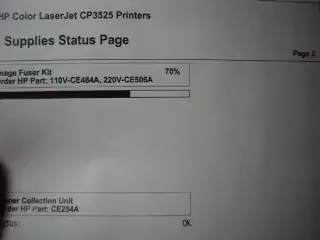 HP Color LaserJet CP3525 Printers
Supplies Status Page
Page 2
mage Fuser Kit 70%
rder HP Part: 110V-CE484A, 220V-CE506A
ner Collection Unit
rder HP Part: CE254A
atus: OK